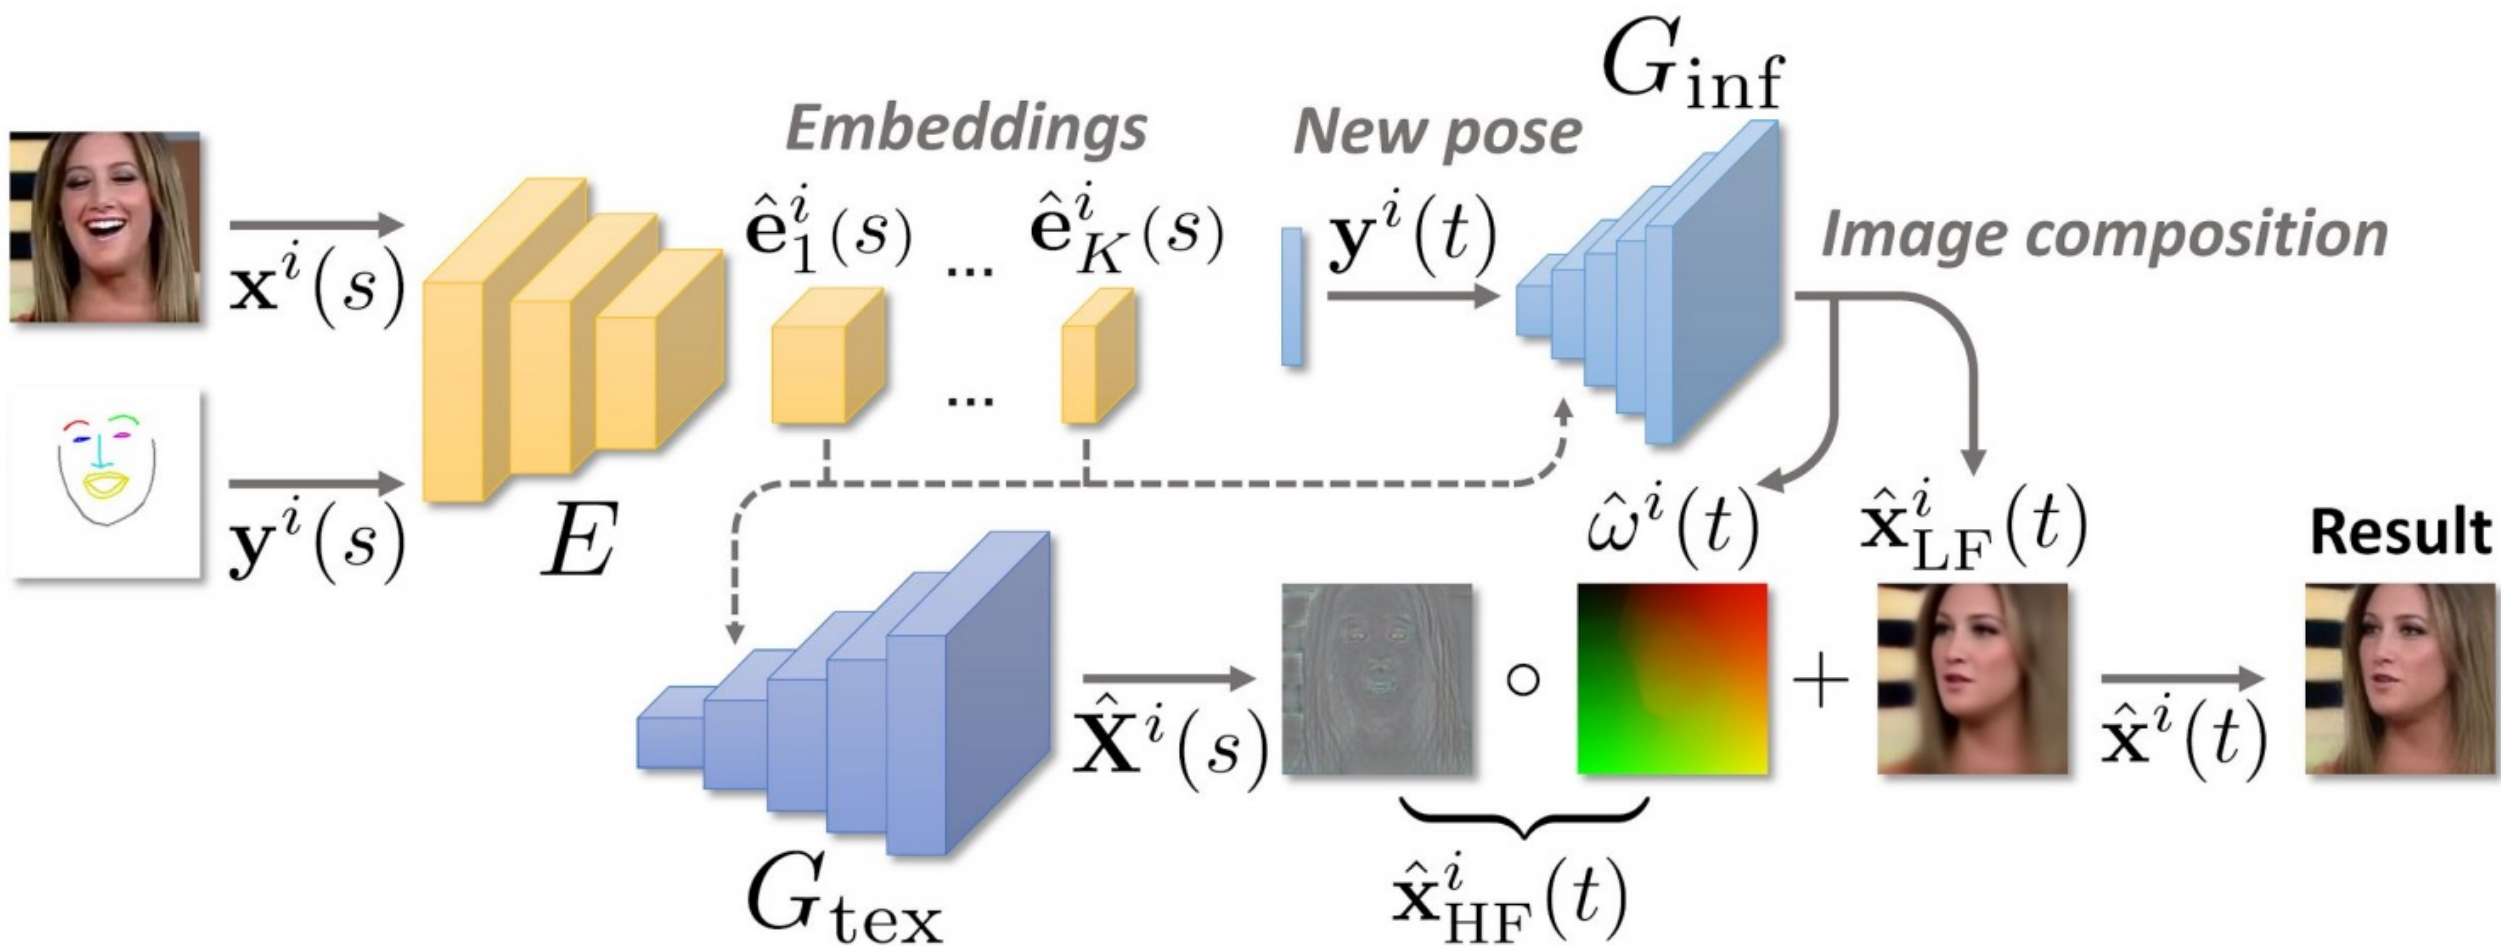 G_inf
Embeddings
New pose
x^i(s)
ê^i_1(s) ... ê^i_K(s)
y^i(t)
Image composition
...
y^i(s)
E
ω̂^i(t)
x̂^i_LF(t)
Result
X̂^i(s)
∘
+
x̂^i(t)
G_tex
x̂^i_HF(t)